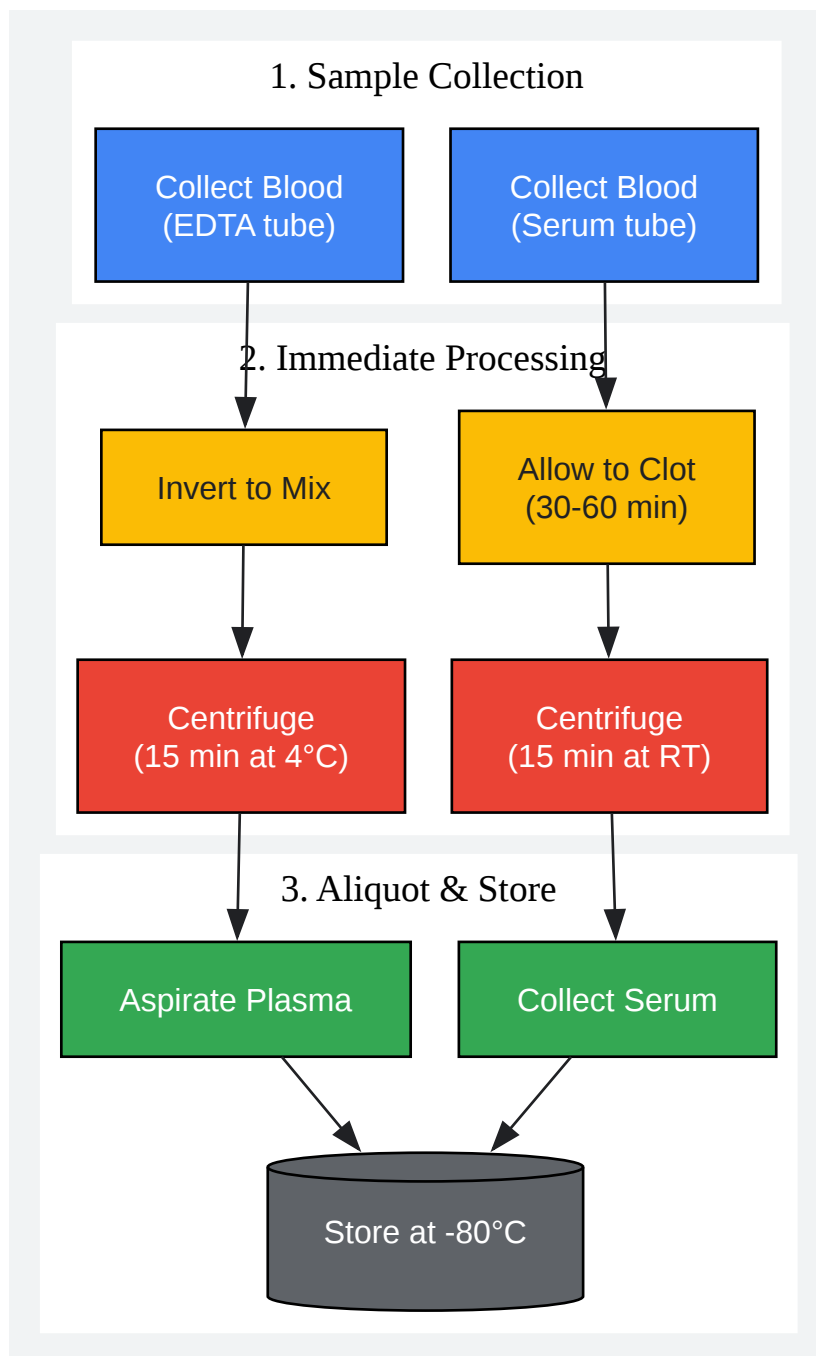 1. Sample Collection
Collect Blood
(EDTA tube)
Collect Blood
(Serum tube)
2. Immediate Processing
Invert to Mix
Allow to Clot
(30-60 min)
Centrifuge
(15 min at 4°C)
Centrifuge
(15 min at RT)
3. Aliquot & Store
Aspirate Plasma
Collect Serum
Store at -80°C